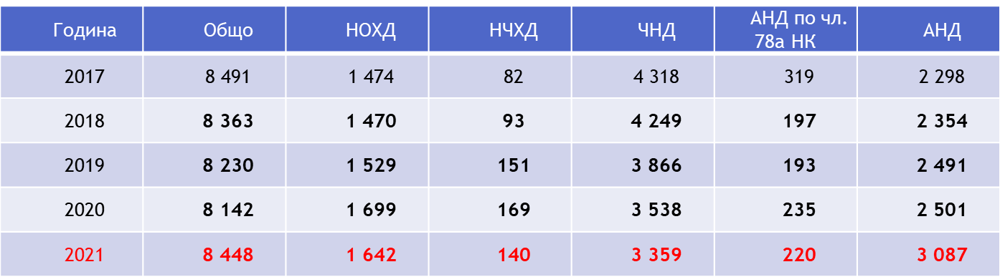 Година Общо НОХД НЧХД ЧНД АНД по чл. 78а НК АНД
2017 8 491 1 474 82 4 318 319 2 298
2018 8 363 1 470 93 4 249 197 2 354
2019 8 230 1 529 151 3 866 193 2 491
2020 8 142 1 699 169 3 538 235 2 501
2021 8 448 1 642 140 3 359 220 3 087